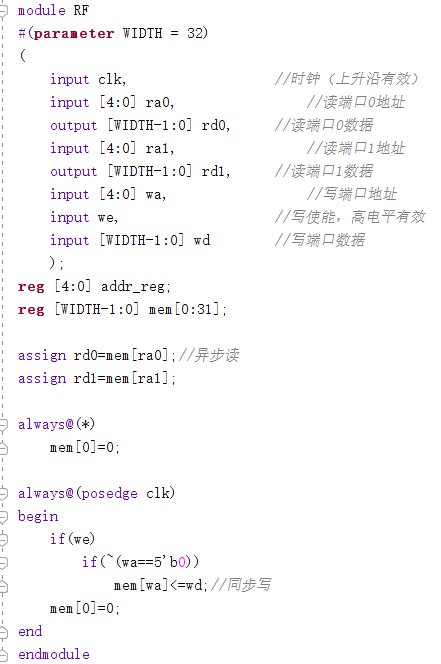 module RF
#(parameter WIDTH = 32)
(
    input clk,                //时钟（上升沿有效）
    input [4:0] ra0,              //读端口0地址
    output [WIDTH-1:0] rd0,    //读端口0数据
    input [4:0] ra1,              //读端口1地址
    output [WIDTH-1:0] rd1,    //读端口1数据
    input [4:0] wa,              //写端口地址
    input we,                 //写使能，高电平有效
    input [WIDTH-1:0] wd       //写端口数据
    );
reg [4:0] addr_reg;
reg [WIDTH-1:0] mem[0:31];

assign rd0=mem[ra0];//异步读
assign rd1=mem[ra1];

always@(*)
    mem[0]=0;

always@(posedge clk)
begin
    if(we)
        if(~(wa==5'b0))
            mem[wa]<=wd;//同步写
    mem[0]=0;
end
endmodule